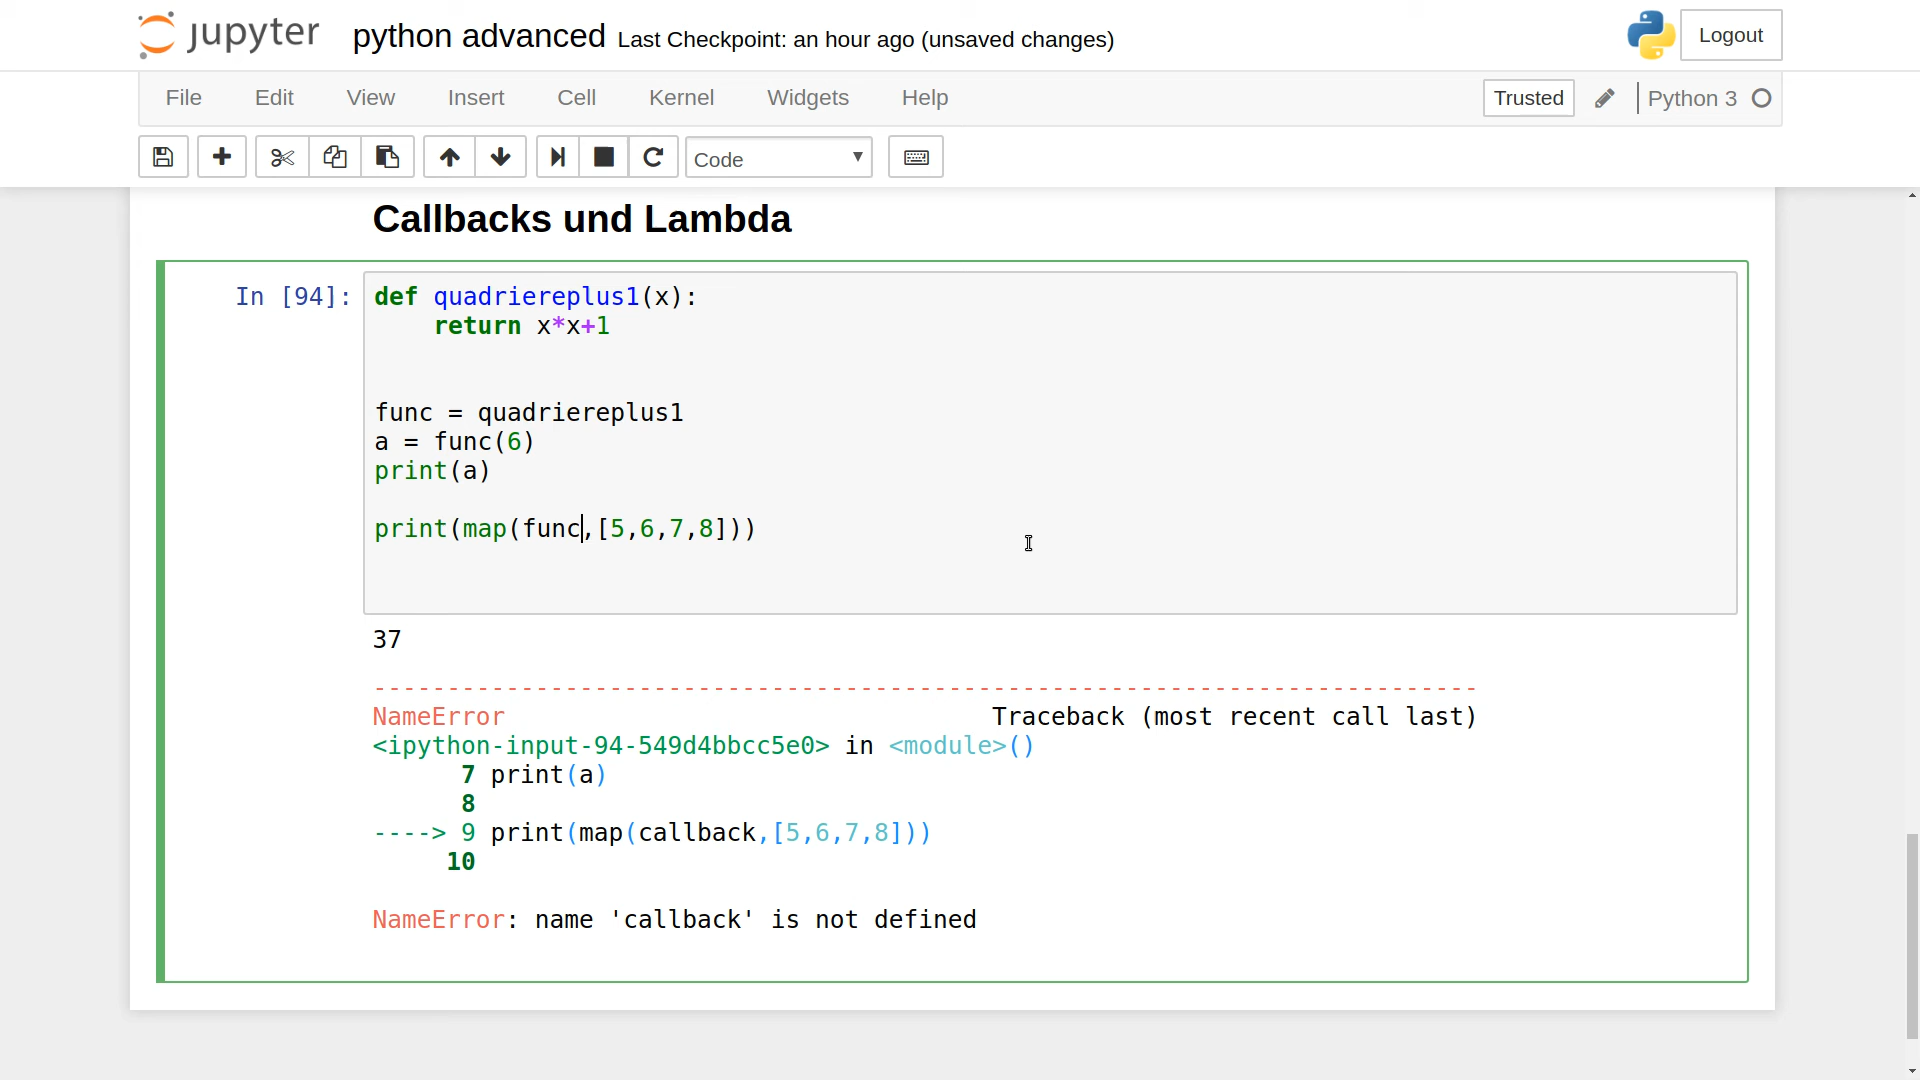 jupyter python advanced Last Checkpoint: an hour ago (unsaved changes) Logout
File Edit View Insert Cell Kernel Widgets Help Trusted Python 3
Code
Callbacks und Lambda
In [94]: def quadriereplus1(x):
    return x*x+1
func = quadriereplus1
a = func(6)
print(a)
print(map(func,[5,6,7,8]))
37
---------------------------------------------------------------------------
NameError                                 Traceback (most recent call last)
<ipython-input-94-549d4bbcc5e0> in <module>()
      7 print(a)
      8
----> 9 print(map(callback,[5,6,7,8]))
     10
NameError: name 'callback' is not defined